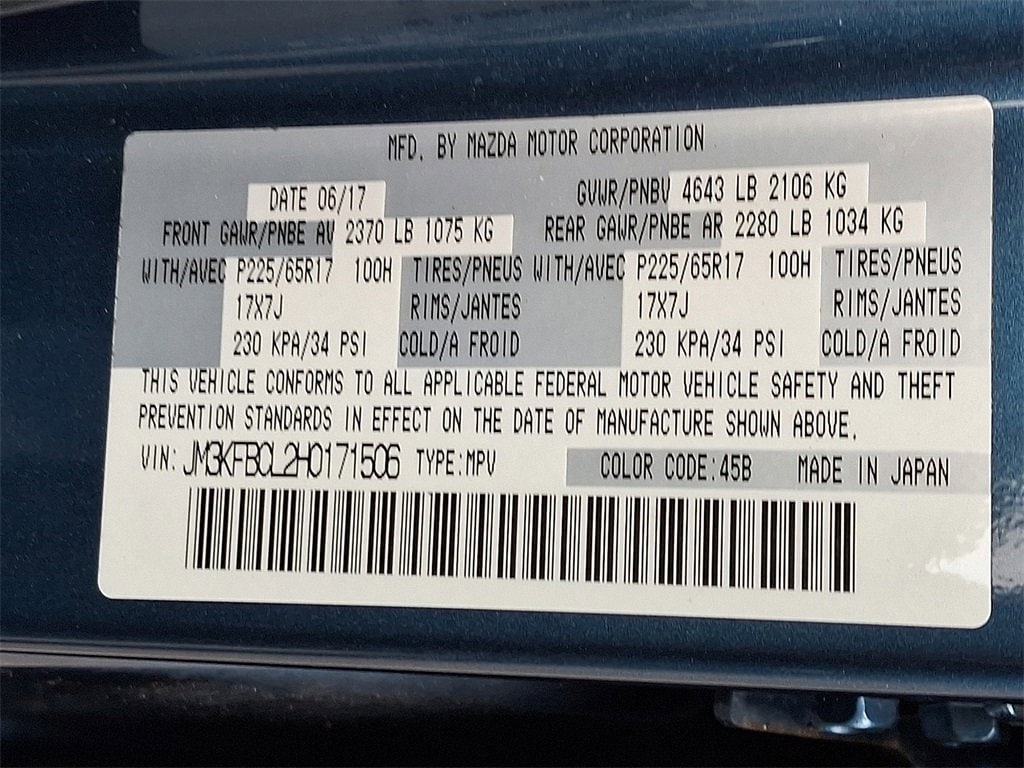 MFD. BY MAZDA MOTOR CORPORATION
DATE 06/17 GVWR/PNBV 4643 LB 2106 KG
FRONT GAWR/PNBE AV 2370 LB 1075 KG REAR GAWR/PNBE AR 2280 LB 1034 KG
WITH/AVEC P225/65R17 100H TIRES/PNEUS WITH/AVEC P225/65R17 100H TIRES/PNEUS
17X7J RIMS/JANTES 17X7J RIMS/JANTES
230 KPA/34 PSI COLD/A FROID 230 KPA/34 PSI COLD/A FROID
THIS VEHICLE CONFORMS TO ALL APPLICABLE FEDERAL MOTOR VEHICLE SAFETY AND THEFT
PREVENTION STANDARDS IN EFFECT ON THE DATE OF MANUFACTURE SHOWN ABOVE.
VIN: JM3KFBCL2H0171506 TYPE:MPV COLOR CODE:45B MADE IN JAPAN